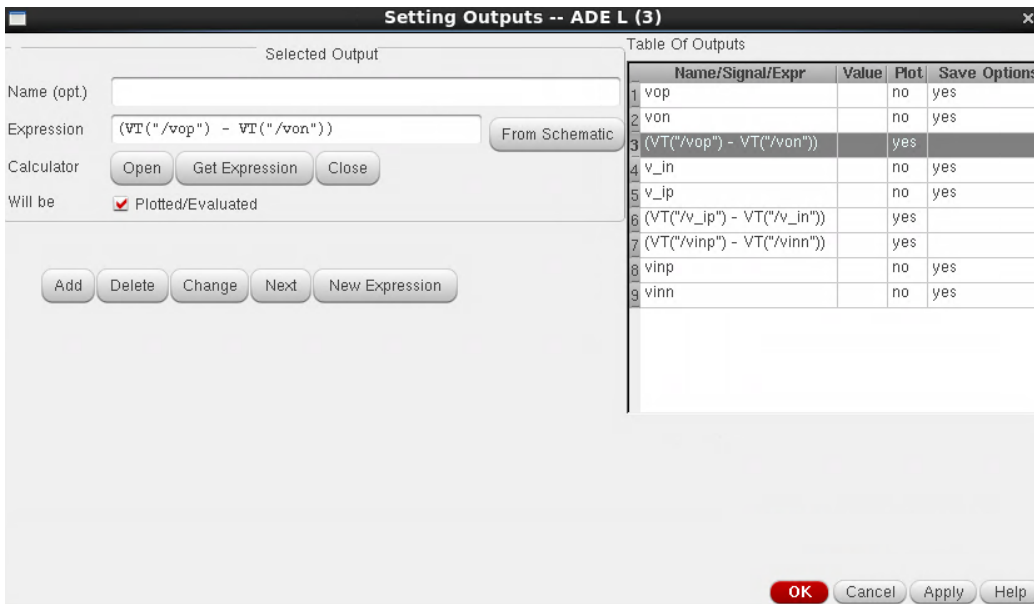 Setting Outputs -- ADE L (3)
Selected Output
Name (opt.)
Expression (VT("/vop") - VT("/von")) From Schematic
Calculator Open Get Expression Close
Will be Plotted/Evaluated
Add Delete Change Next New Expression
Table Of Outputs
Name/Signal/Expr Value Plot Save Options
1 vop no yes
2 von no yes
3 (VT("/vop") - VT("/von")) yes
4 v_in no yes
5 v_ip no yes
6 (VT("/v_ip") - VT("/v_in")) yes
7 (VT("/vinp") - VT("/vinn")) yes
8 vinp no yes
9 vinn no yes
OK Cancel Apply Help